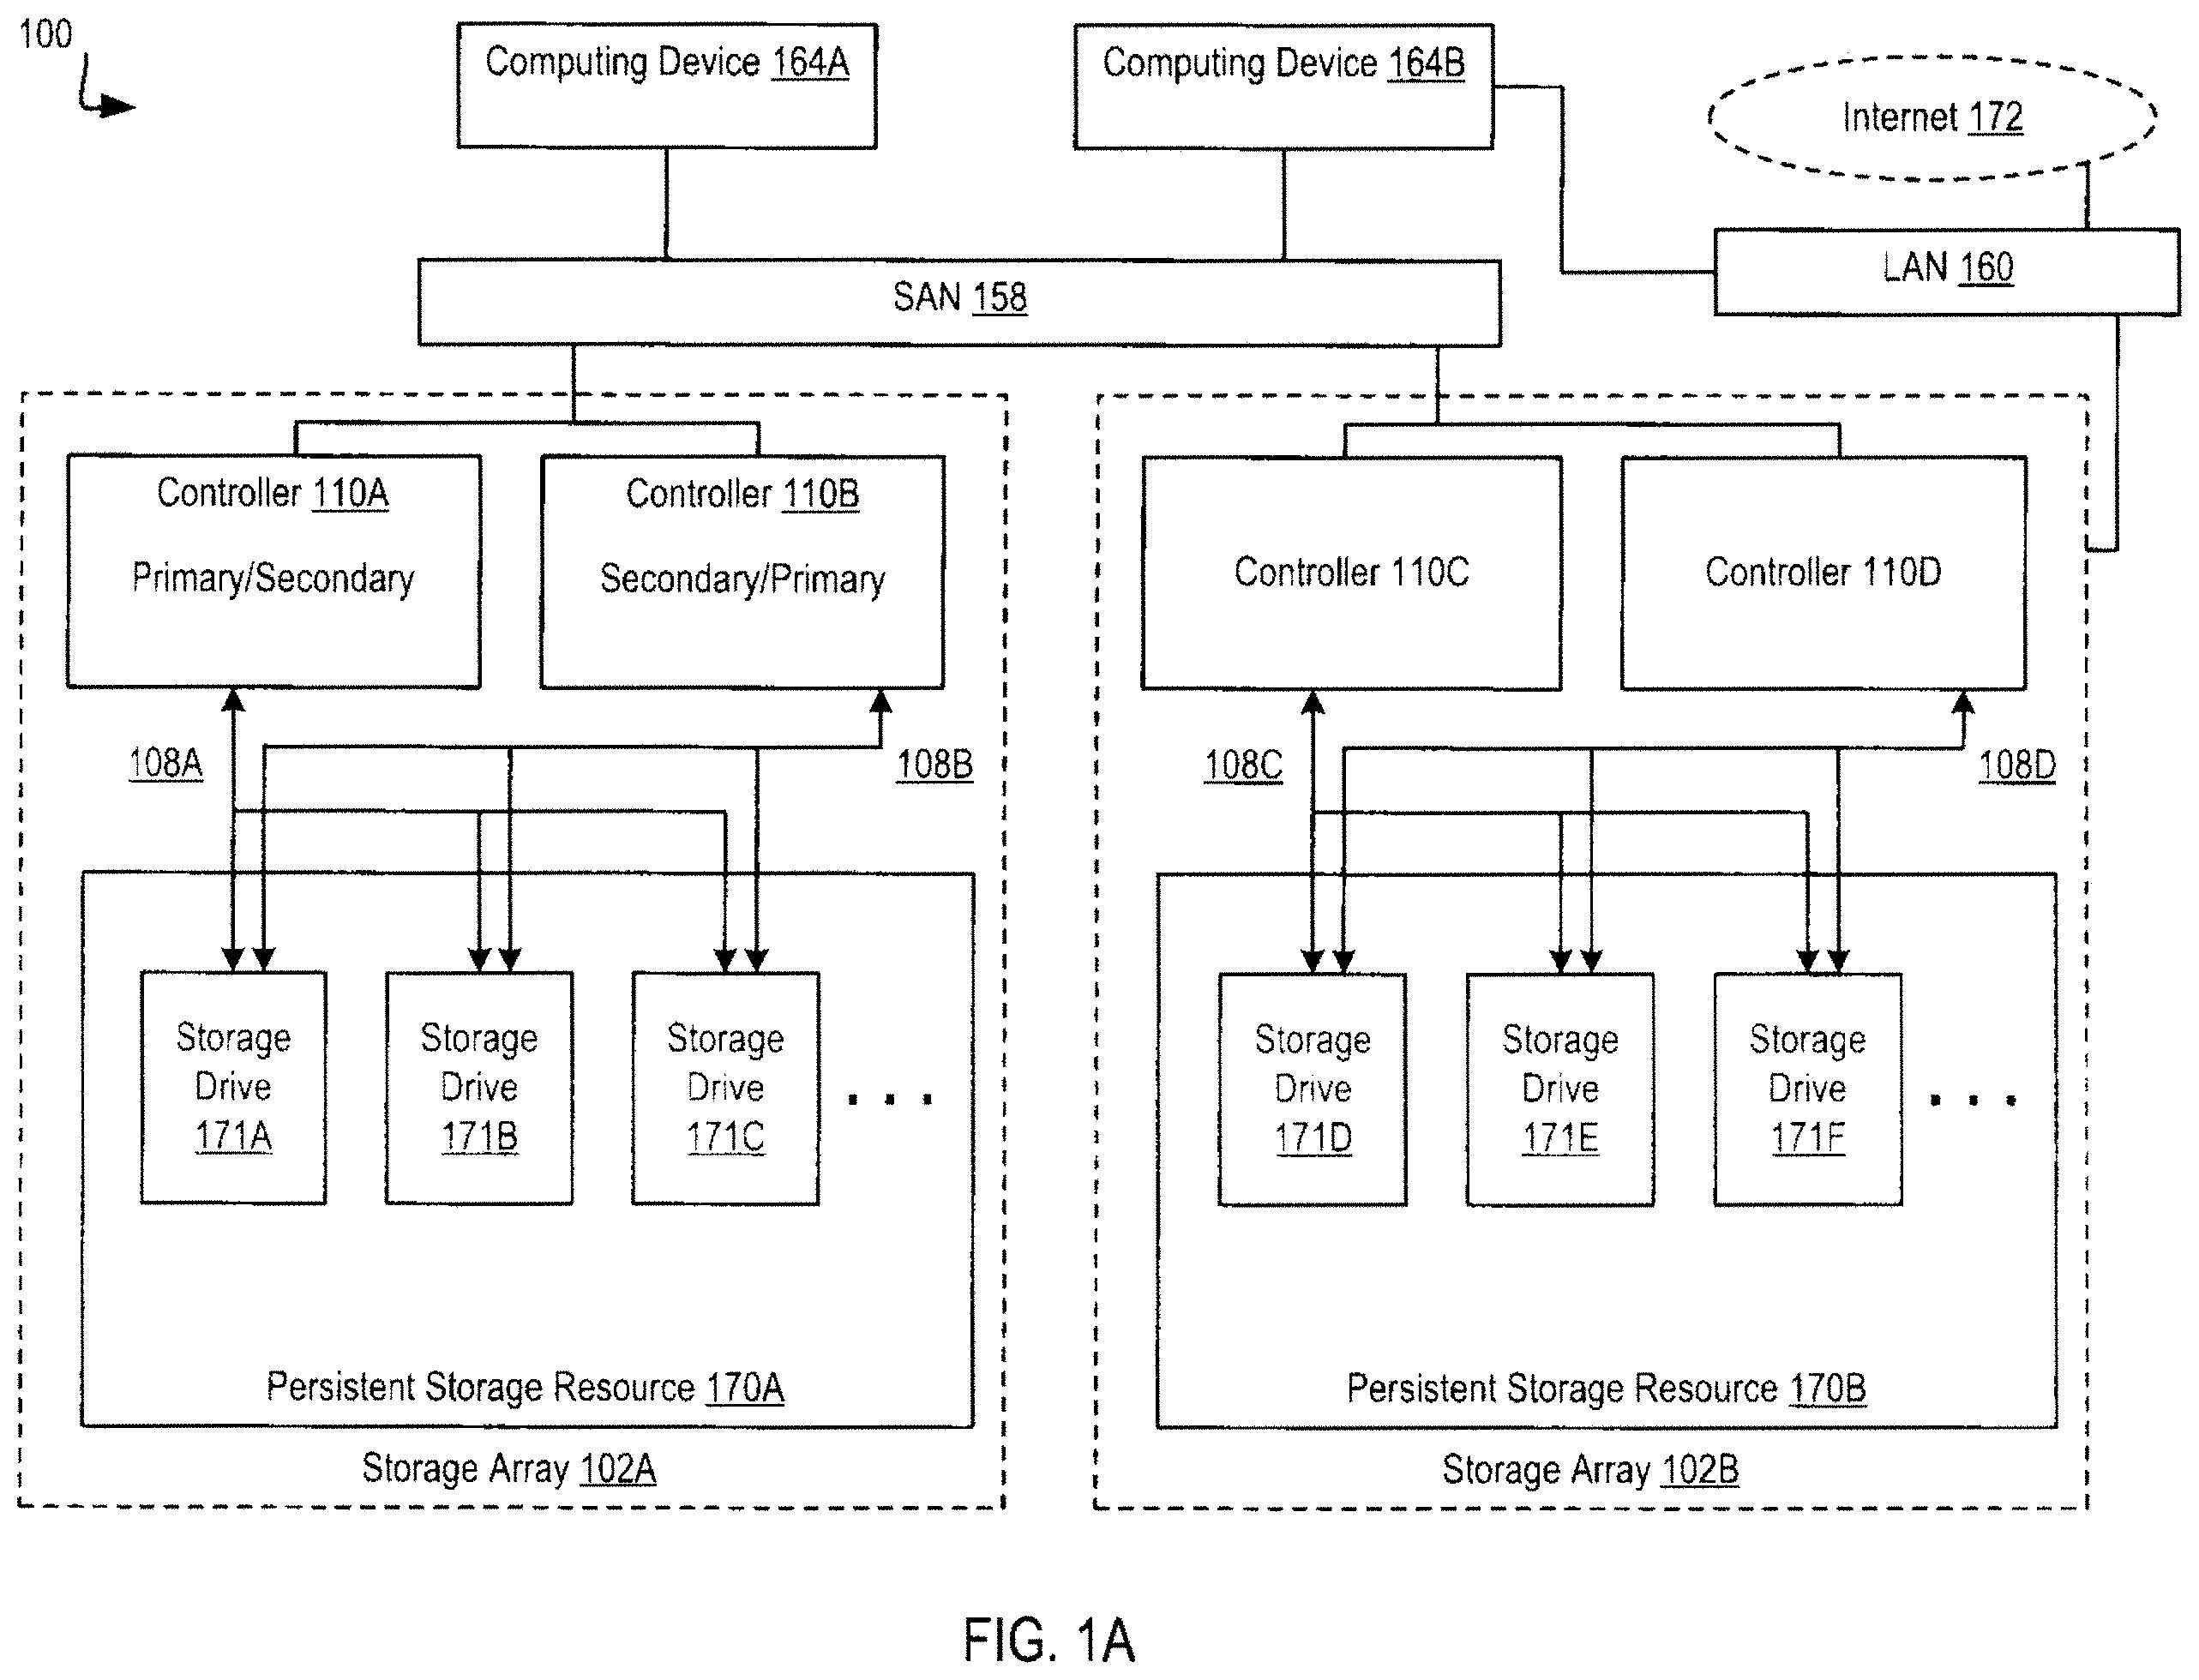 100
Computing Device 164A
Computing Device 164B
Internet 172
LAN 160
SAN 158
Controller 110A
Primary/Secondary
Controller 110B
Secondary/Primary
Controller 110C
Controller 110D
108A
108B
108C
108D
Storage
Drive
171A
Storage
Drive
171B
Storage
Drive
171C
. . .
Storage
Drive
171D
Storage
Drive
171E
Storage
Drive
171F
. . .
Persistent Storage Resource 170A
Persistent Storage Resource 170B
Storage Array 102A
Storage Array 102B
FIG. 1A